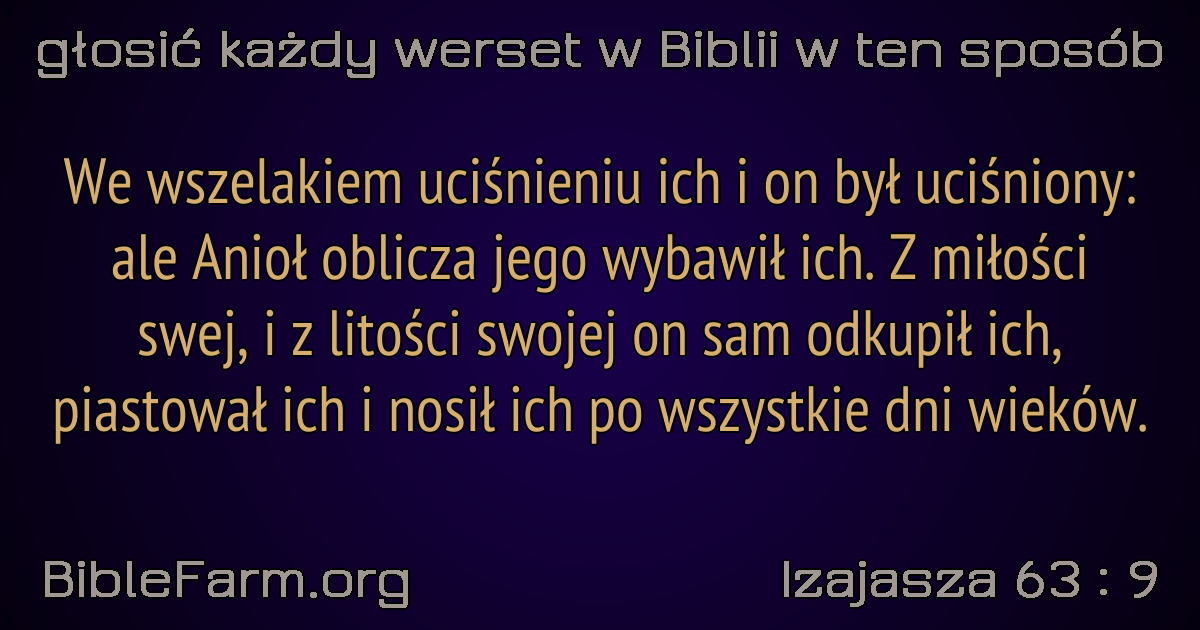 głosić każdy werset w Biblii w ten sposób
We wszelakiem uciśnieniu ich i on był uciśniony:
ale Anioł oblicza jego wybawił ich. Z miłości
swej, i z litości swojej on sam odkupił ich,
piastował ich i nosił ich po wszystkie dni wieków.
BibleFarm.org
Izajasza 63 : 9